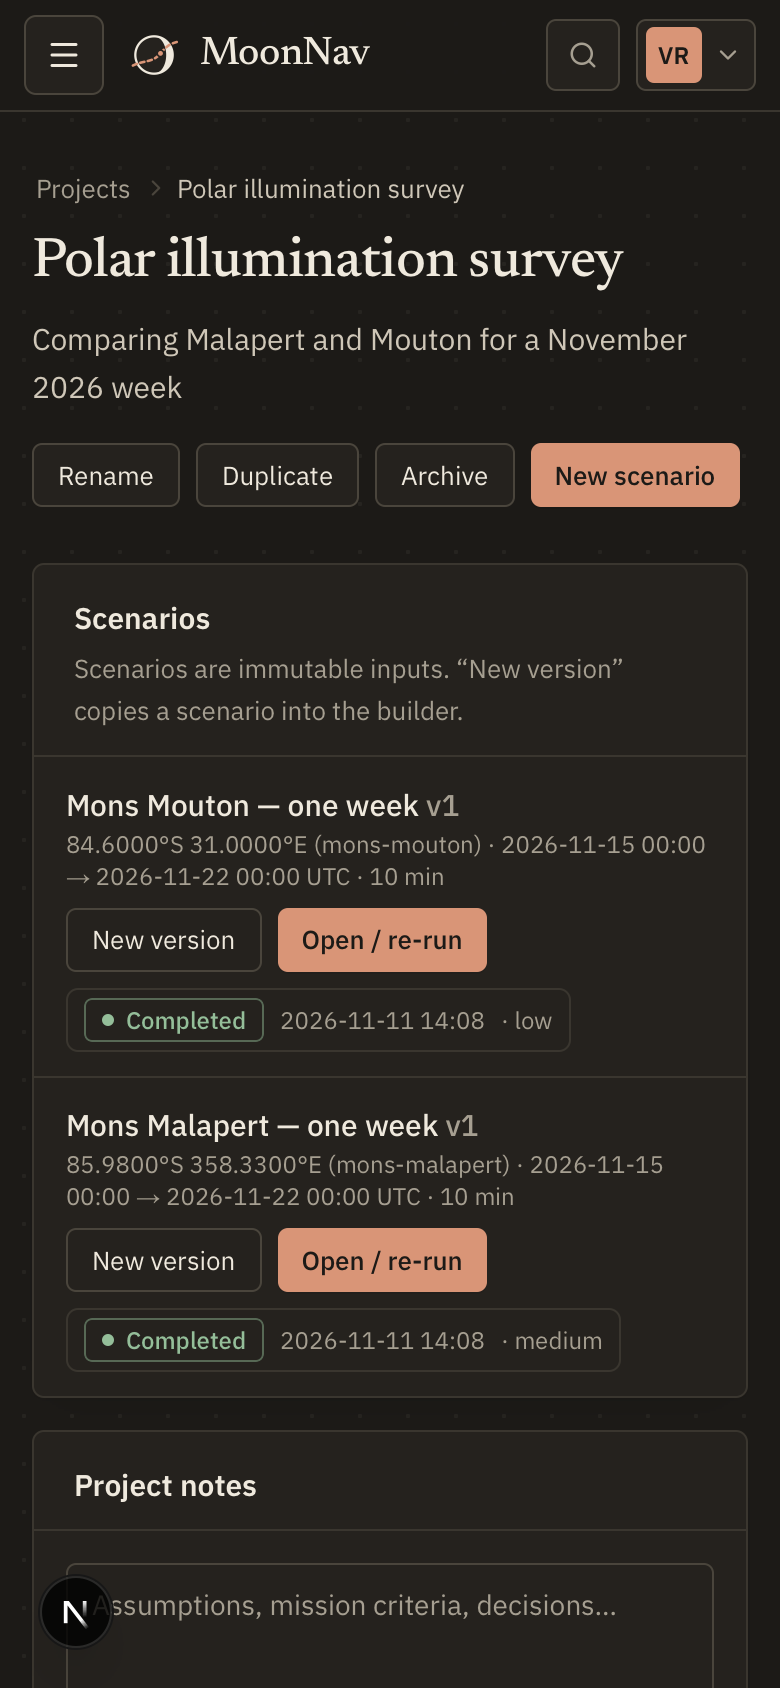 MoonNav
VR
Projects > Polar illumination survey
Polar illumination survey
Comparing Malapert and Mouton for a November
2026 week
Rename Duplicate Archive New scenario
Scenarios
Scenarios are immutable inputs. “New version”
copies a scenario into the builder.
Mons Mouton — one week v1
84.6000°S 31.0000°E (mons-mouton) · 2026-11-15 00:00
→ 2026-11-22 00:00 UTC · 10 min
New version Open / re-run
Completed 2026-11-11 14:08 · low
Mons Malapert — one week v1
85.9800°S 358.3300°E (mons-malapert) · 2026-11-15
00:00 → 2026-11-22 00:00 UTC · 10 min
New version Open / re-run
Completed 2026-11-11 14:08 · medium
Project notes
Assumptions, mission criteria, decisions...
N